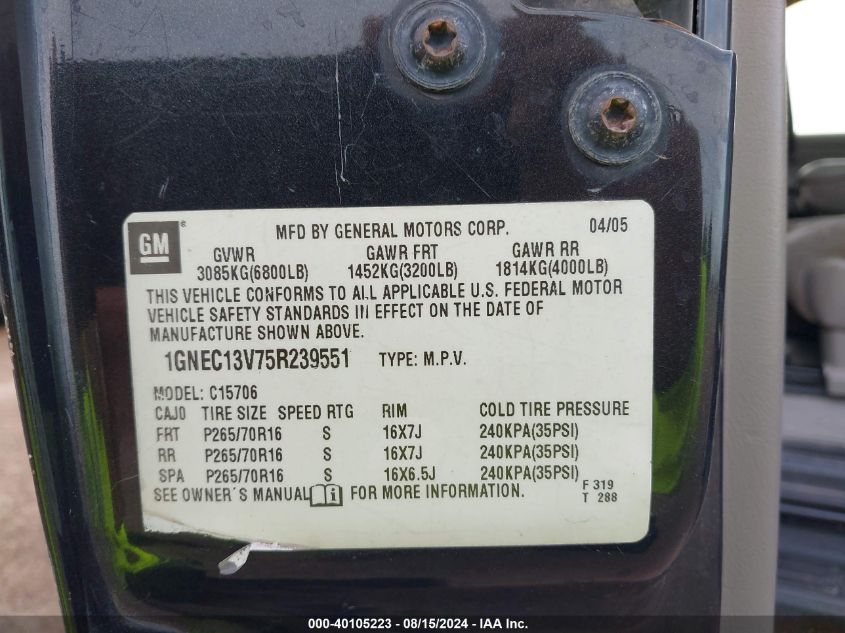 GM®
MFD BY GENERAL MOTORS CORP. 04/05
GVWR GAWR FRT GAWR RR
3085KG(6800LB) 1452KG(3200LB) 1814KG(4000LB)
THIS VEHICLE CONFORMS TO ALL APPLICABLE U.S. FEDERAL MOTOR
VEHICLE SAFETY STANDARDS IN EFFECT ON THE DATE OF
MANUFACTURE SHOWN ABOVE.
1GNEC13V75R239551 TYPE: M.P.V.
MODEL: C15706
CAJO TIRE SIZE SPEED RTG RIM COLD TIRE PRESSURE
FRT P265/70R16 S 16X7J 240KPA(35PSI)
RR P265/70R16 S 16X7J 240KPA(35PSI)
SPA P265/70R16 S 16X6.5J 240KPA(35PSI)
SEE OWNER'S MANUAL i FOR MORE INFORMATION.
F 319
T 288
000-40105223 - 08/15/2024 - IAA Inc.